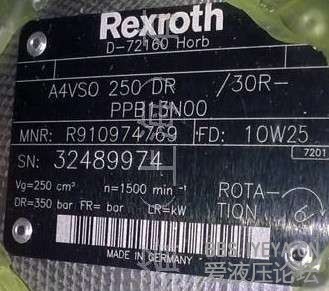 Rexroth
D-72160 Horb
A4VSO 250 DR /30R-
PPB13N00
MNR: R910974769 FD: 10W25
7201
SN: 32489974
Vg=250 cm³ n=1500 min⁻¹ ROTA-
DR=350 bar FR= bar LR=kW TION
MADE IN GERMANY
爱液压论坛